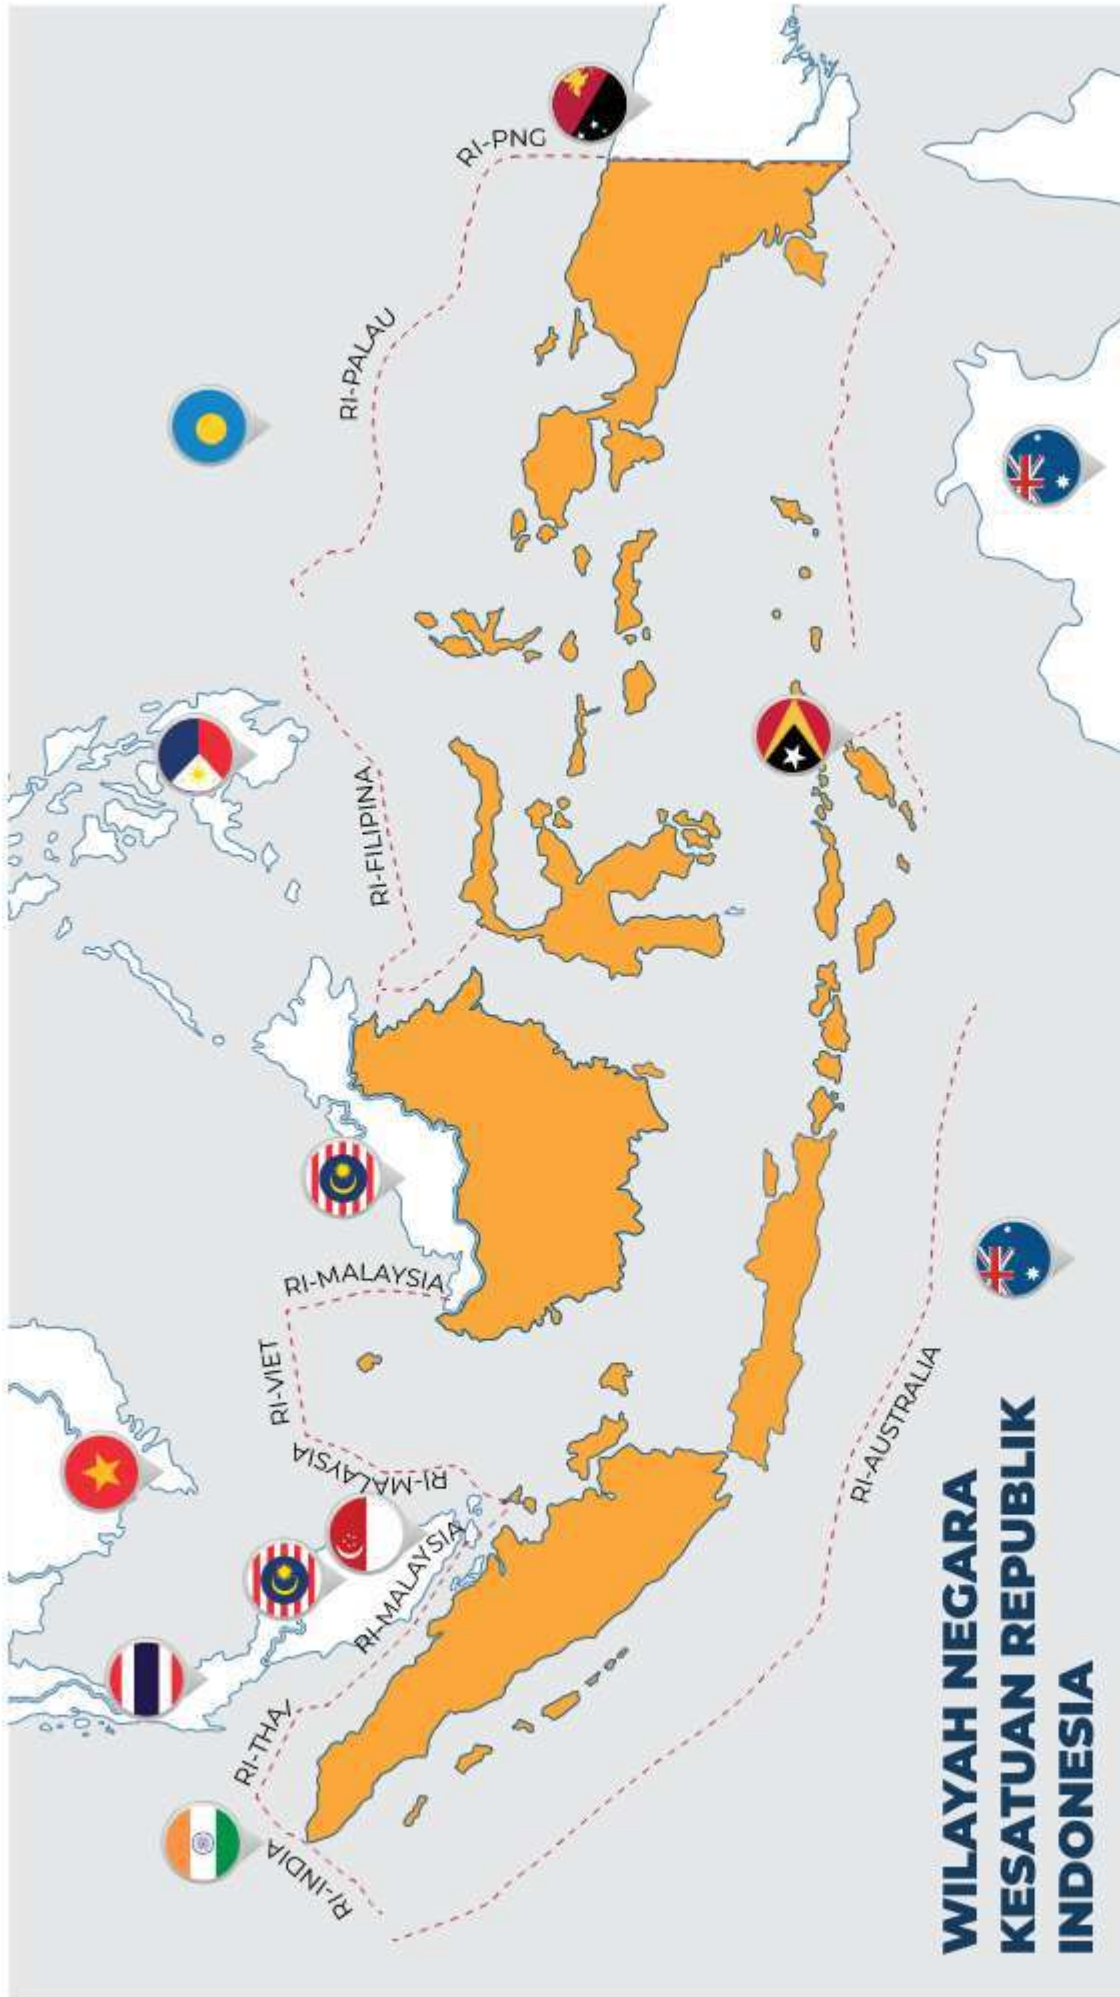 RI-INDIA
RI-THA
RI-MALAYSIA
RI-MALAYSIA
RI-VIET
RI-MALAYSIA
RI-FILIPINA
RI-PALAU
RI-PNG
RI-AUSTRALIA
WILAYAH NEGARA
KESATUAN REPUBLIK
INDONESIA